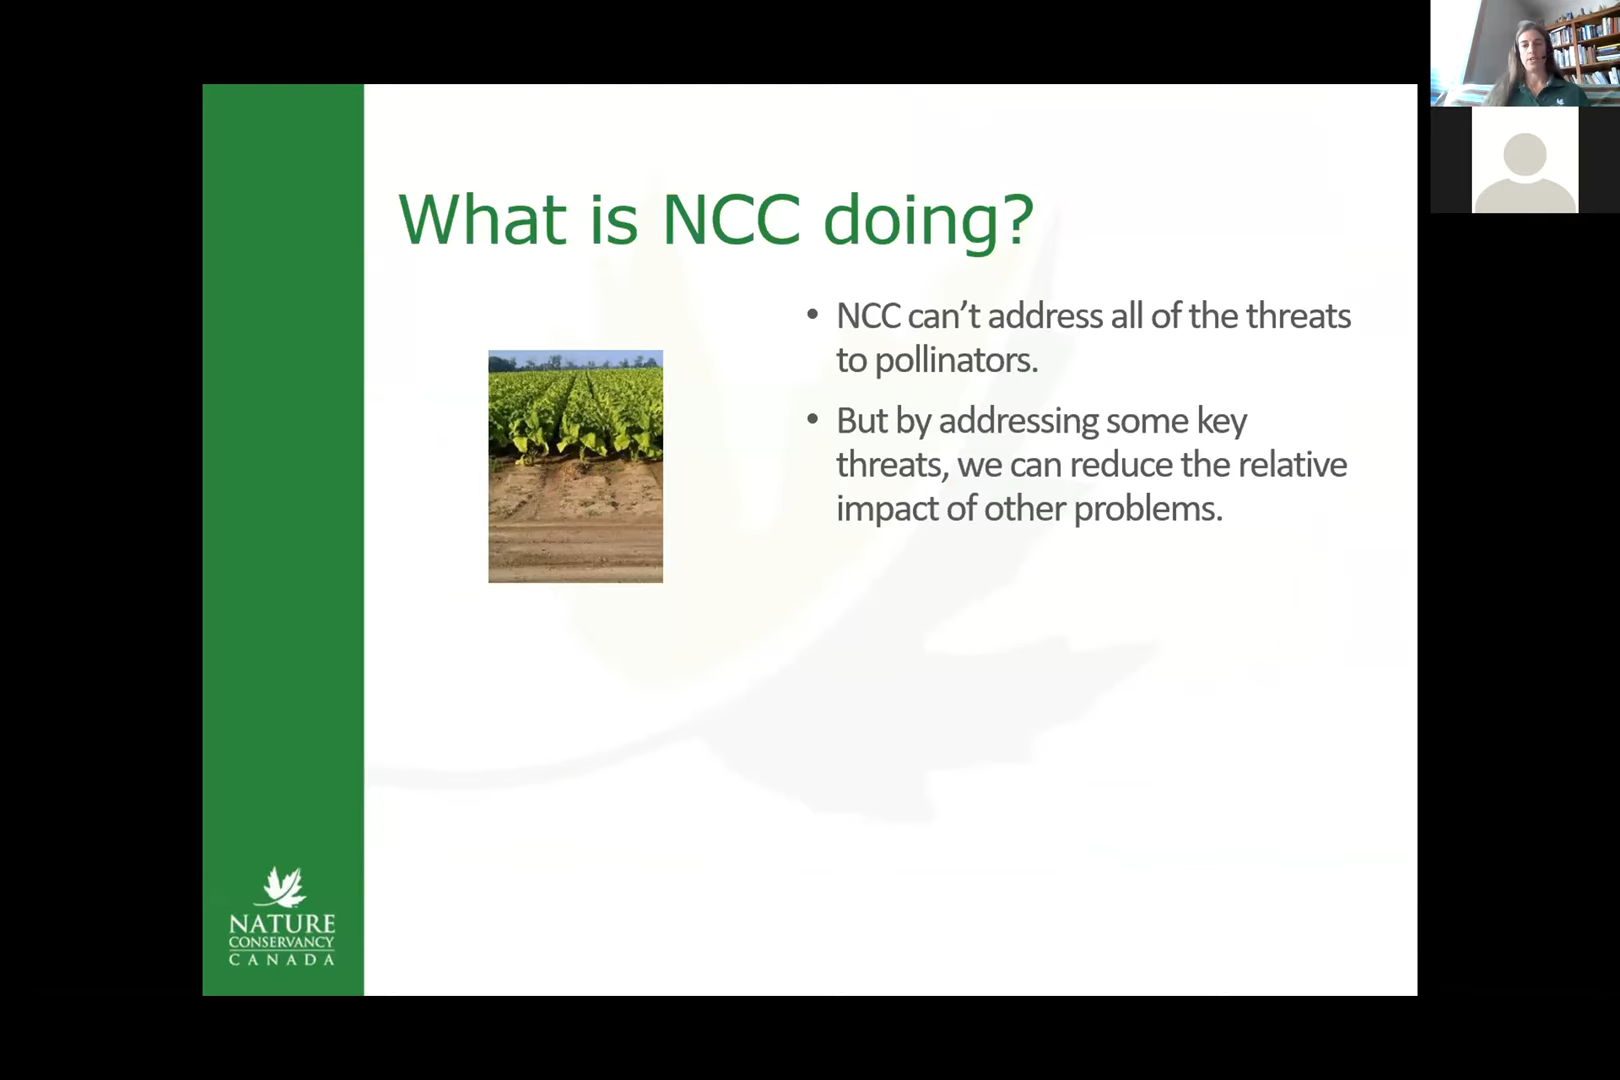 What is NCC doing?
• NCC can’t address all of the threats
to pollinators.
• But by addressing some key
threats, we can reduce the relative
impact of other problems.
NATURE
CONSERVANCY
CANADA